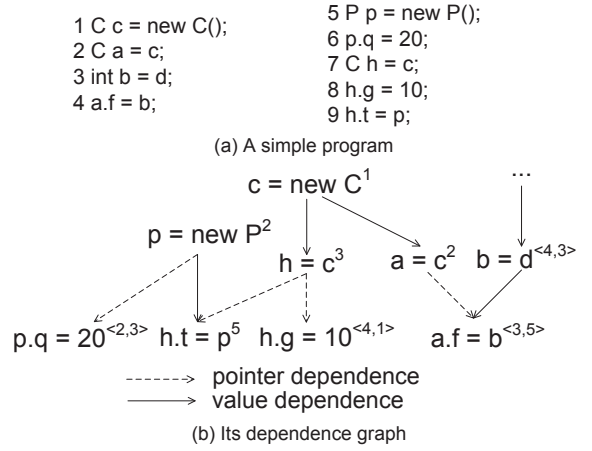 1 C c = new C();
2 C a = c;
3 int b = d;
4 a.f = b;
5 P p = new P();
6 p.q = 20;
7 C h = c;
8 h.g = 10;
9 h.t = p;
(a) A simple program
c = new C¹
...
p = new P²
h = c³
a = c²
b = d<4,3>
p.q = 20<2,3>
h.t = p⁵
h.g = 10<4,1>
a.f = b<3,5>
pointer dependence
value dependence
(b) Its dependence graph